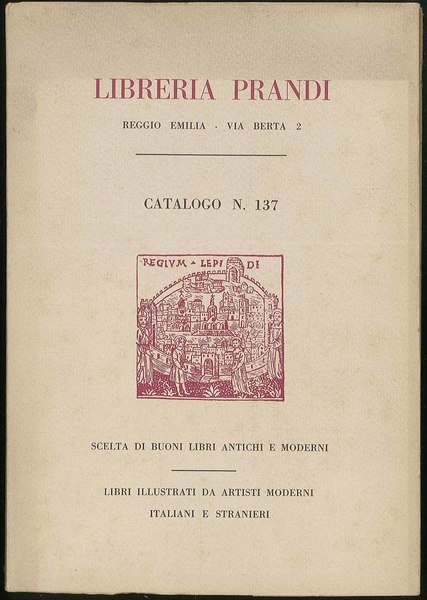 LIBRERIA PRANDI
REGGIO EMILIA · VIA BERTA 2
CATALOGO N. 137
REGIVM - LEPIDI
SCELTA DI BUONI LIBRI ANTICHI E MODERNI
LIBRI ILLUSTRATI DA ARTISTI MODERNI
ITALIANI E STRANIERI